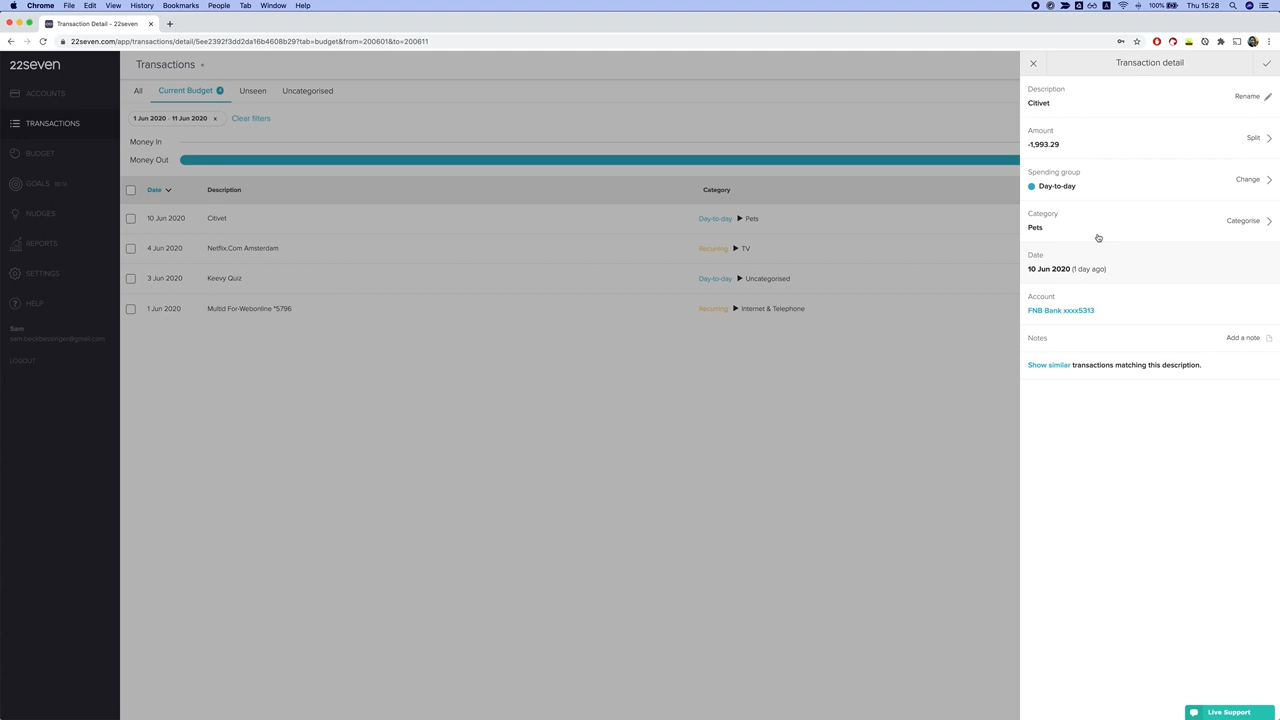 Chrome File Edit View History Bookmarks People Tab Window Help 100% Thu 15:28
Transaction Detail - 22seven
22seven.com/app/transactions/detail/5ee2392f3dd2da16b4608b29?tab=budget&from=200601&to=200611
22SEVEN
ACCOUNTS
TRANSACTIONS
BUDGET
GOALS BETA
NUDGES
REPORTS
SETTINGS
HELP
Sam
sam.beckbessinger@gmail.com
LOGOUT
Transactions
All Current Budget 4 Unseen Uncategorised
1 Jun 2020 - 11 Jun 2020 × Clear filters
Money In
Money Out
Date Description Category
10 Jun 2020 Citivet Day-to-day ▶ Pets
4 Jun 2020 Netflix.Com Amsterdam Recurring ▶ TV
3 Jun 2020 Keevy Quiz Day-to-day ▶ Uncategorised
1 Jun 2020 Multid For-Webonline *5796 Recurring ▶ Internet & Telephone
Transaction detail
Description
Citivet
Rename
Amount
-1,993.29
Split
Spending group
Day-to-day
Change
Category
Pets
Categorise
Date
10 Jun 2020 (1 day ago)
Account
FNB Bank xxxx5313
Notes Add a note
Show similar transactions matching this description.
Live Support